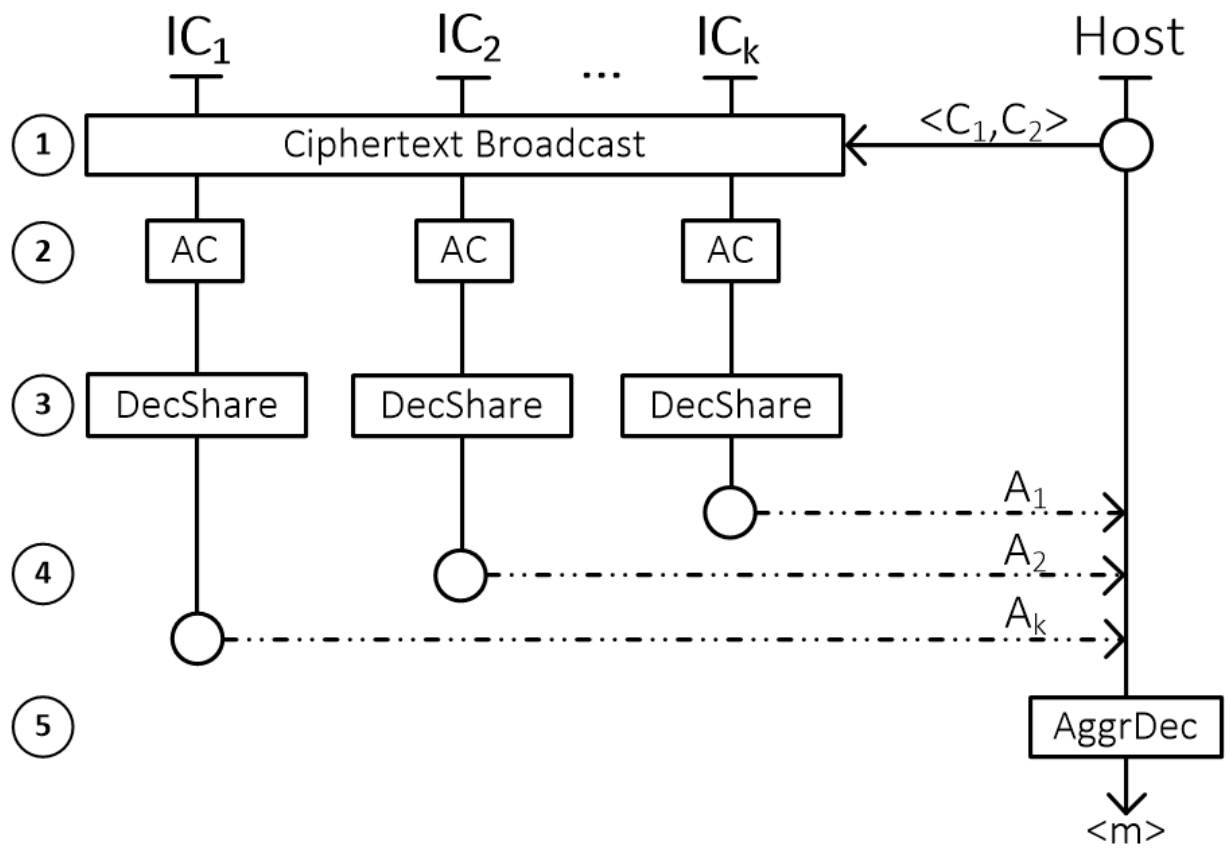 IC₁ IC₂ ... ICₖ Host
<C₁,C₂>
1 Ciphertext Broadcast
2 AC AC AC
3 DecShare DecShare DecShare
A₁
4 A₂
Aₖ
5 AggrDec
<m>